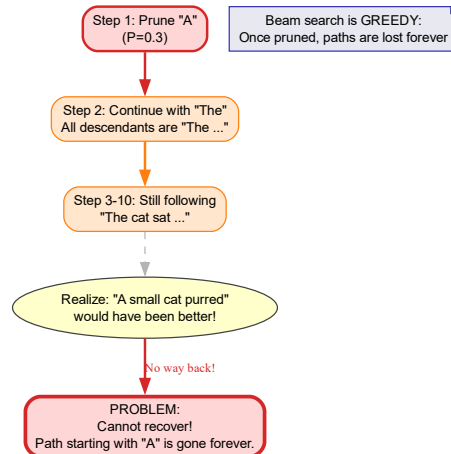 Step 1: Prune "A"
(P=0.3)
Beam search is GREEDY:
Once pruned, paths are lost forever
Step 2: Continue with "The"
All descendants are "The ..."
Step 3-10: Still following
"The cat sat ..."
Realize: "A small cat purred"
would have been better!
No way back!
PROBLEM:
Cannot recover!
Path starting with "A" is gone forever.